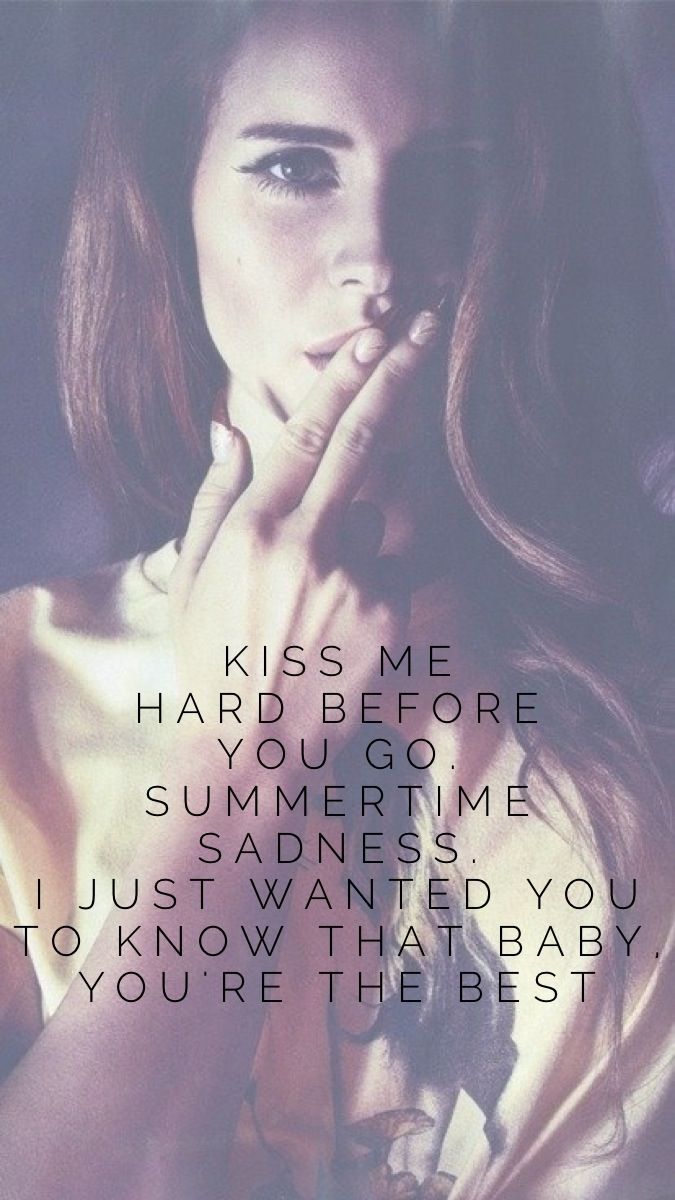 KISS ME
HARD BEFORE
YOU GO.
SUMMERTIME
SADNESS.
I JUST WANTED YOU
TO KNOW THAT BABY,
YOU'RE THE BEST